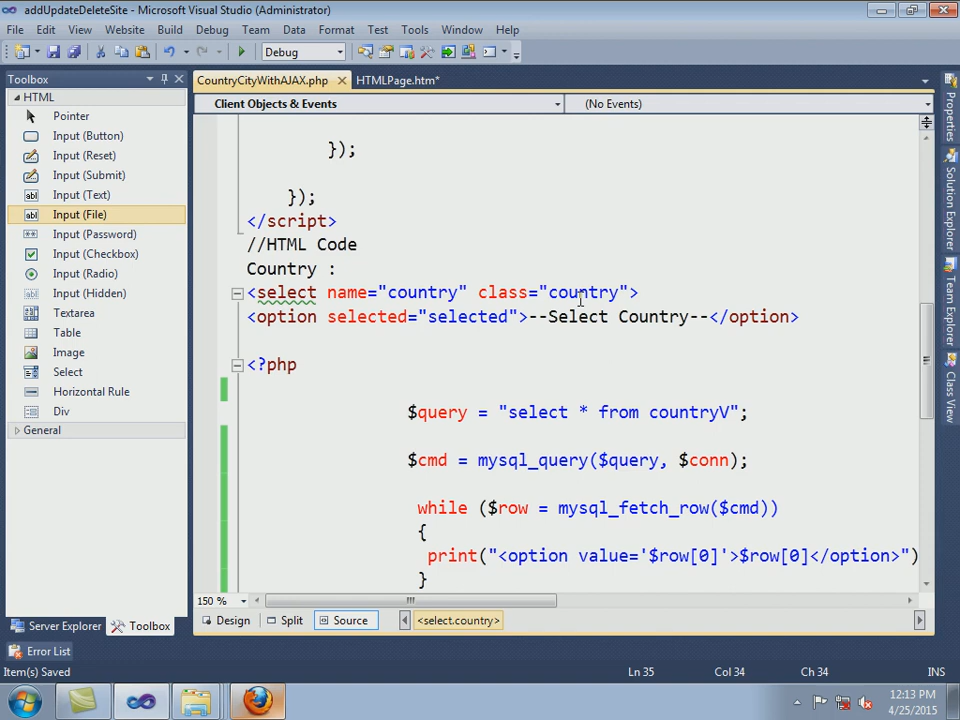 addUpdateDeleteSite - Microsoft Visual Studio (Administrator)
File Edit View Website Build Debug Team Data Format Test Tools Window Help
Debug
Toolbox
CountryCityWithAJAX.php HTMLPage.htm*
Client Objects & Events (No Events)
HTML
Pointer
Input (Button)
Input (Reset)
Input (Submit)
Input (Text)
Input (File)
Input (Password)
Input (Checkbox)
Input (Radio)
Input (Hidden)
Textarea
Table
Image
Select
Horizontal Rule
Div
General
});
});
</script>
//HTML Code
Country :
<select name="country" class="country">
<option selected="selected">--Select Country--</option>
<?php
$query = "select * from countryV";
$cmd = mysql_query($query, $conn);
while ($row = mysql_fetch_row($cmd))
{
print("<option value='$row[0]'>$row[0]</option>")
}
150 %
Design Split Source <select.country>
Server Explorer Toolbox
Error List
Item(s) Saved Ln 35 Col 34 Ch 34 INS
Properties
Solution Explorer
Team Explorer
Class View
12:13 PM
4/25/2015